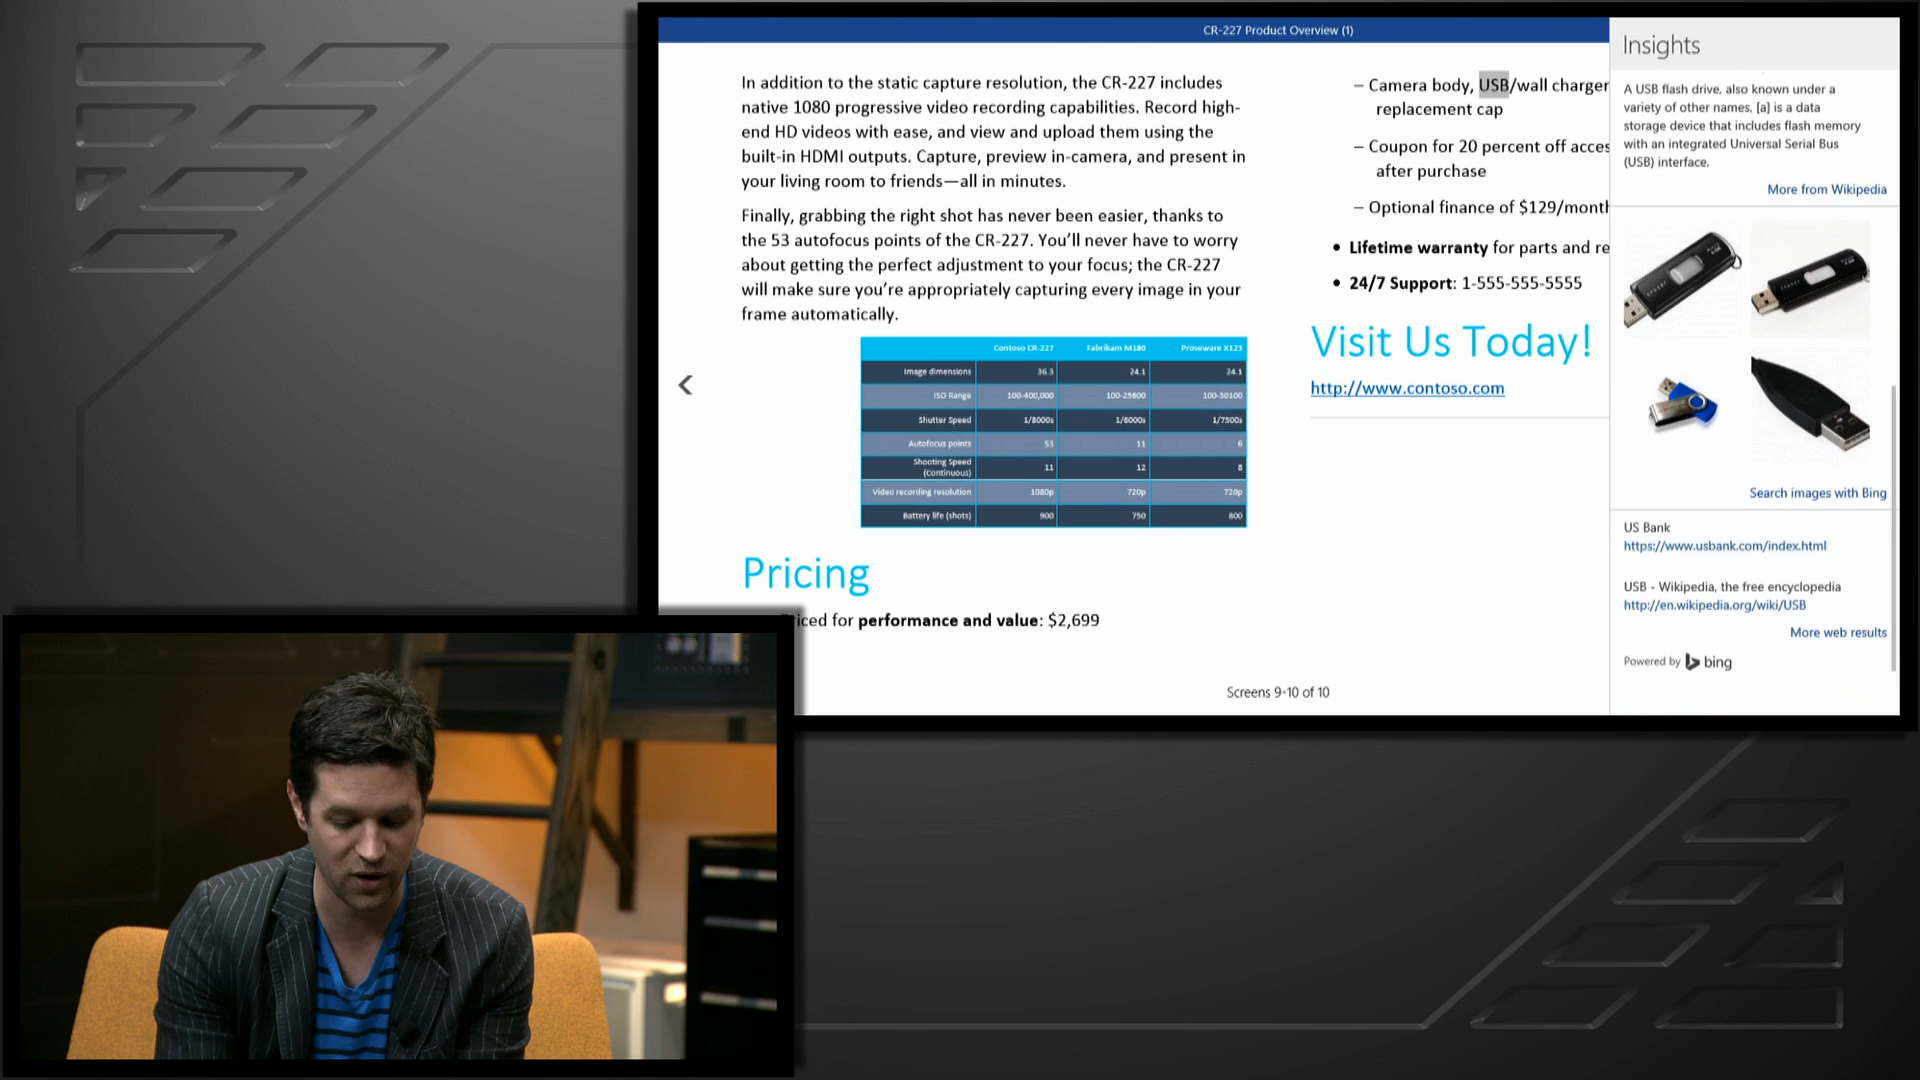 CR-227 Product Overview (1)
In addition to the static capture resolution, the CR-227 includes
native 1080 progressive video recording capabilities. Record high-
end HD videos with ease, and view and upload them using the
built-in HDMI outputs. Capture, preview in-camera, and present in
your living room to friends—all in minutes.
Finally, grabbing the right shot has never been easier, thanks to
the 53 autofocus points of the CR-227. You'll never have to worry
about getting the perfect adjustment to your focus; the CR-227
will make sure you're appropriately capturing every image in your
frame automatically.
Contoso CR-227 Fabrikam M180 Proseware X123
Image dimensions 36.3 24.1 24.1
ISO Range 100-400,000 100-25600 100-30100
Shutter Speed 1/8000s 1/6000s 1/7500s
Autofocus points 53 11 6
Shooting Speed
(Continuous) 11 12 8
Video recording resolution 1080p 720p 720p
Battery life (shots) 900 750 800
Pricing
iced for performance and value: $2,699
– Camera body, USB/wall charger
replacement cap
– Coupon for 20 percent off acces
after purchase
– Optional finance of $129/month
• Lifetime warranty for parts and re
• 24/7 Support: 1-555-555-5555
Visit Us Today!
http://www.contoso.com
Screens 9-10 of 10
Insights
A USB flash drive, also known under a
variety of other names, [a] is a data
storage device that includes flash memory
with an integrated Universal Serial Bus
(USB) interface.
More from Wikipedia
Search images with Bing
US Bank
https://www.usbank.com/index.html
USB - Wikipedia, the free encyclopedia
http://en.wikipedia.org/wiki/USB
More web results
Powered by bing